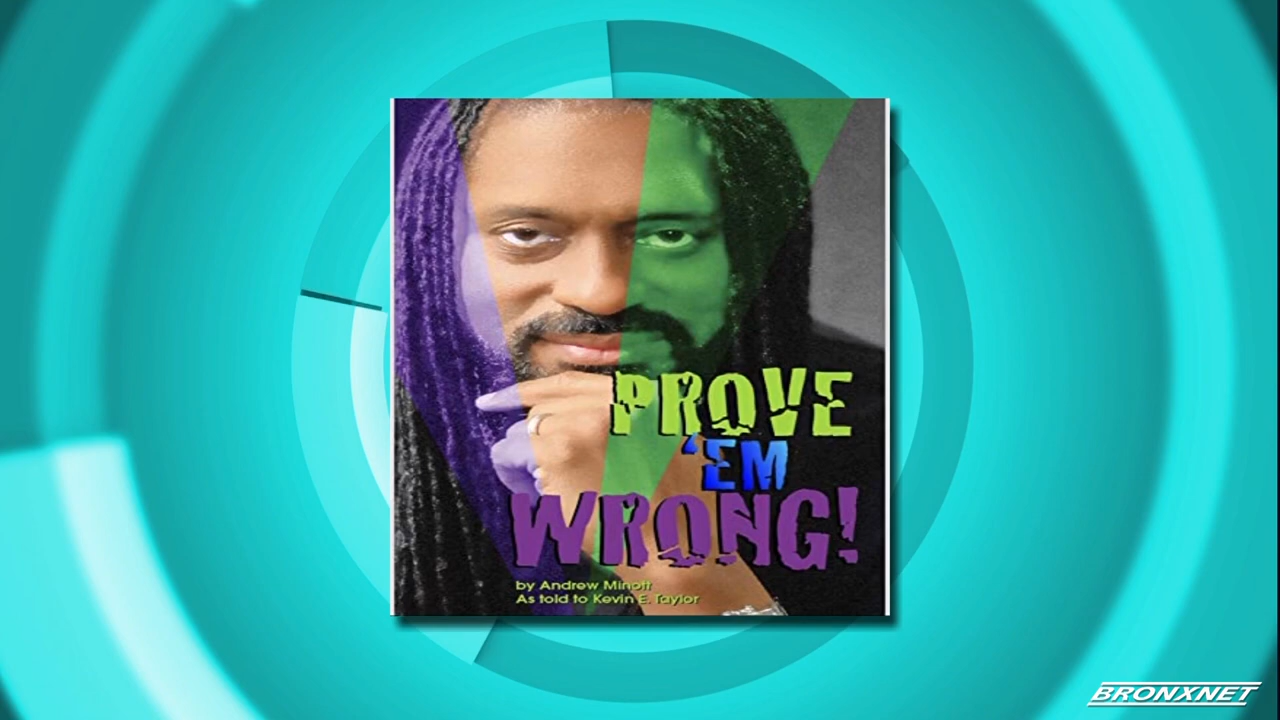 PROVE
'EM
WRONG!
by Andrew Minott
As told to Kevin E. Taylor
BRONXNET